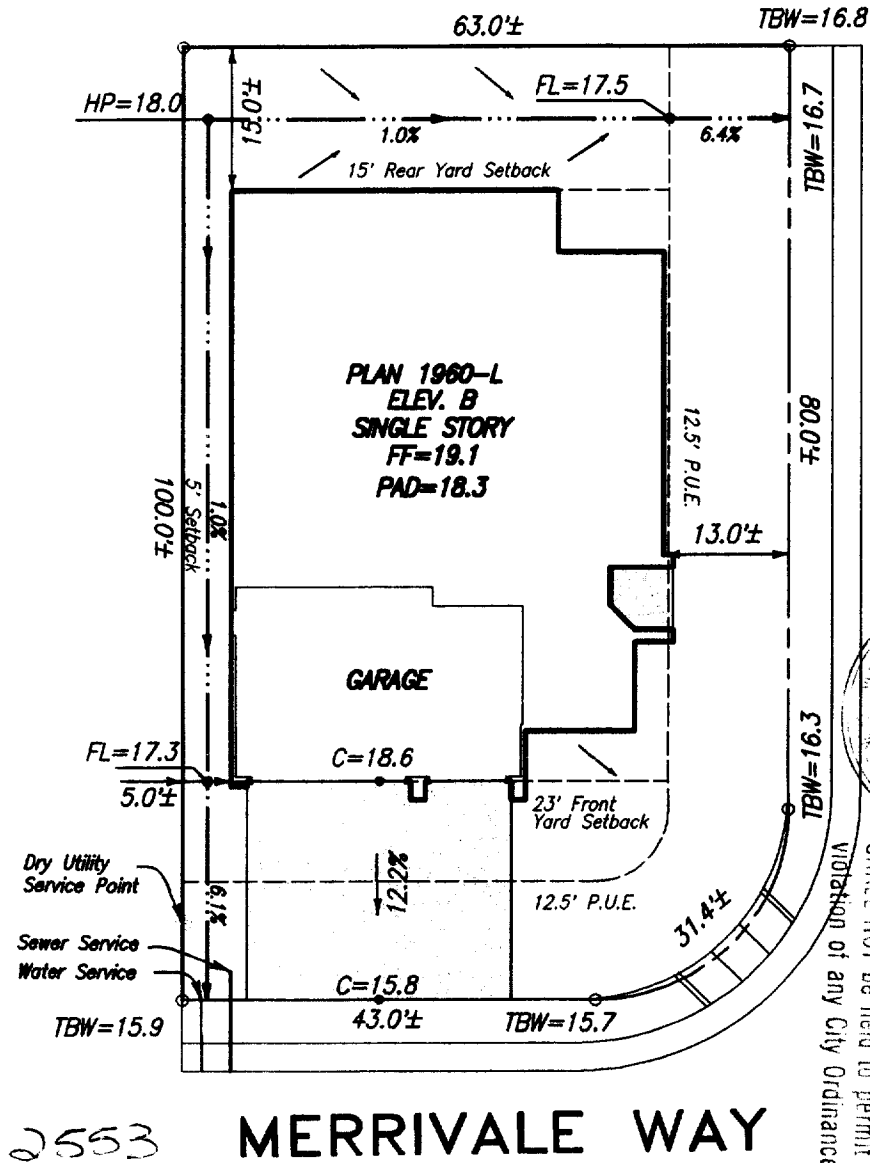 63.0'±
TBW=16.8
HP=18.0
15.0'±
FL=17.5
1.0%
6.4%
TBW=16.7
15' Rear Yard Setback
PLAN 1960-L
ELEV. B
SINGLE STORY
FF=19.1
PAD=18.3
12.5' P.U.E.
80.0'±
100.0'±
5' Setback
1.0%
13.0'±
GARAGE
TBW=16.3
FL=17.3
5.0'±
C=18.6
23' Front
Yard Setback
Dry Utility
Service Point
6.1%
12.2%
12.5' P.U.E.
31.4'±
Sewer Service
Water Service
C=15.8
TBW=15.9
43.0'±
TBW=15.7
NOT be held to permit
violation of any City Ordinance
2553
MERRIVALE WAY